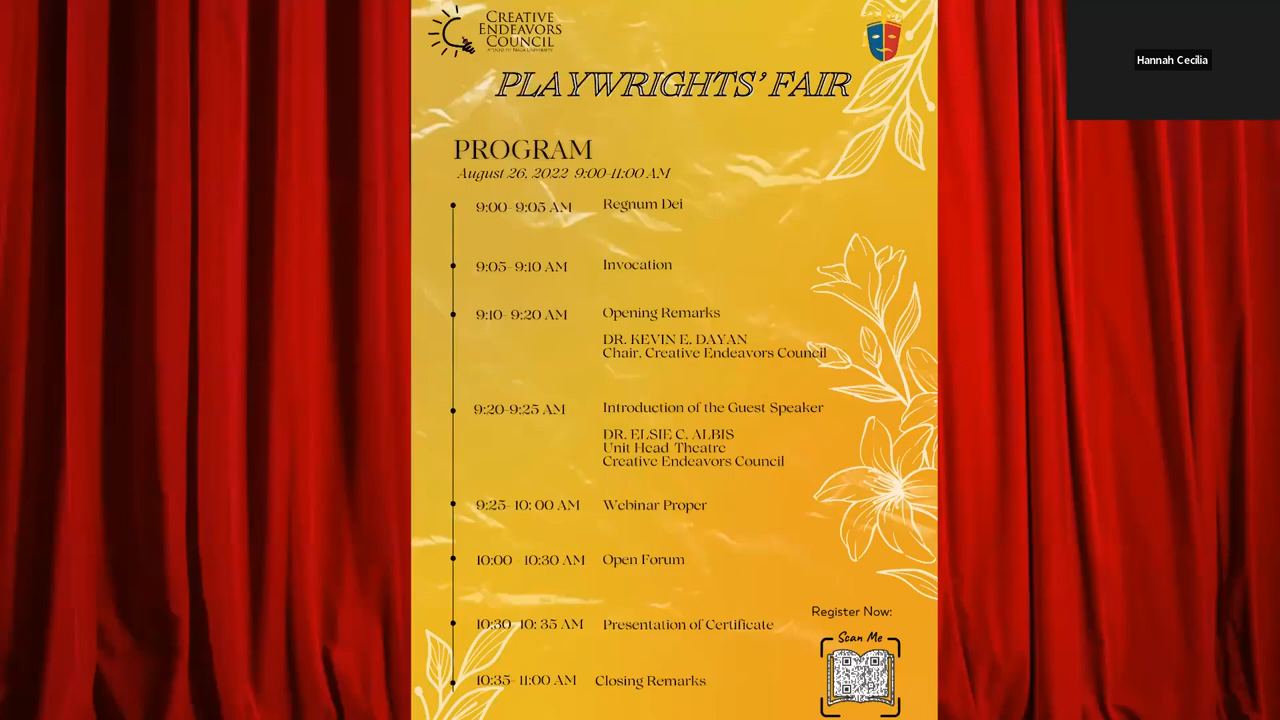 CREATIVE
ENDEAVORS
COUNCIL
ATENEO DE NAGA UNIVERSITY
Hannah Cecilia
PLAYWRIGHTS' FAIR
PROGRAM
August 26, 2022 9:00-11:00 AM
9:00-9:05 AM Regnum Dei
9:05-9:10 AM Invocation
9:10-9:20 AM Opening Remarks
DR. KEVIN E. DAYAN
Chair, Creative Endeavors Council
9:20-9:25 AM Introduction of the Guest Speaker
DR. ELSIE C. ALBIS
Unit Head Theatre
Creative Endeavors Council
9:25- 10: 00 AM Webinar Proper
10:00 10:30 AM Open Forum
10:30 10: 35 AM Presentation of Certificate
10:35- 11:00 AM Closing Remarks
Register Now:
Scan Me